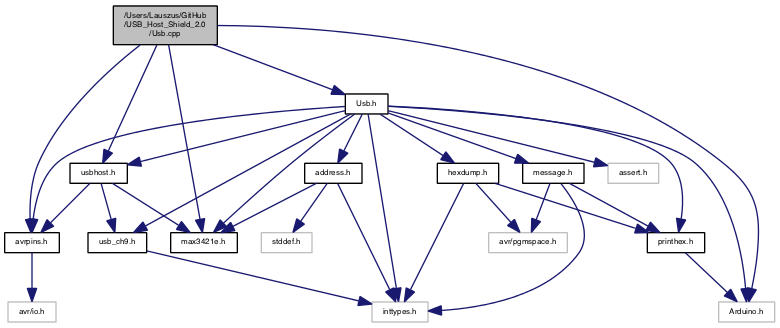 /Users/Lauszus/GitHub
/USB_Host_Shield_2.0
/Usb.cpp
Usb.h
usbhost.h
address.h
hexdump.h
message.h
assert.h
avrpins.h
usb_ch9.h
max3421e.h
stddef.h
avr/pgmspace.h
printhex.h
avr/io.h
inttypes.h
Arduino.h